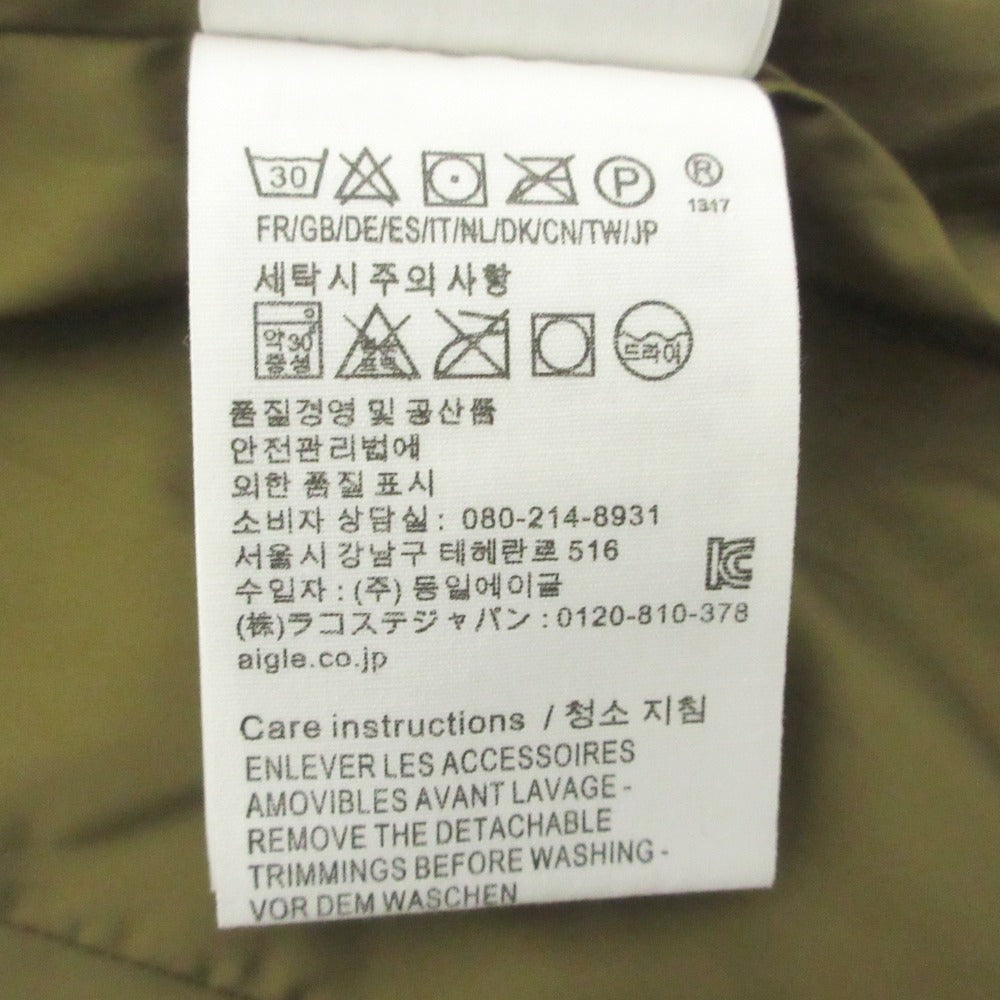 30 P R
1317
FR/GB/DE/ES/IT/NL/DK/CN/TW/JP
세탁시 주의 사항
약30
중성
드라이
품질경영 및 공산품
안전관리법에
의한 품질 표시
소비자 상담실 : 080-214-8931
서울시 강남구 테헤란로 516
수입자 : (주) 동일에이글
(株)ラコステジャパン : 0120-810-378
aigle.co.jp
Care instructions / 청소 지침
ENLEVER LES ACCESSOIRES
AMOVIBLES AVANT LAVAGE -
REMOVE THE DETACHABLE
TRIMMINGS BEFORE WASHING -
VOR DEM WASCHEN